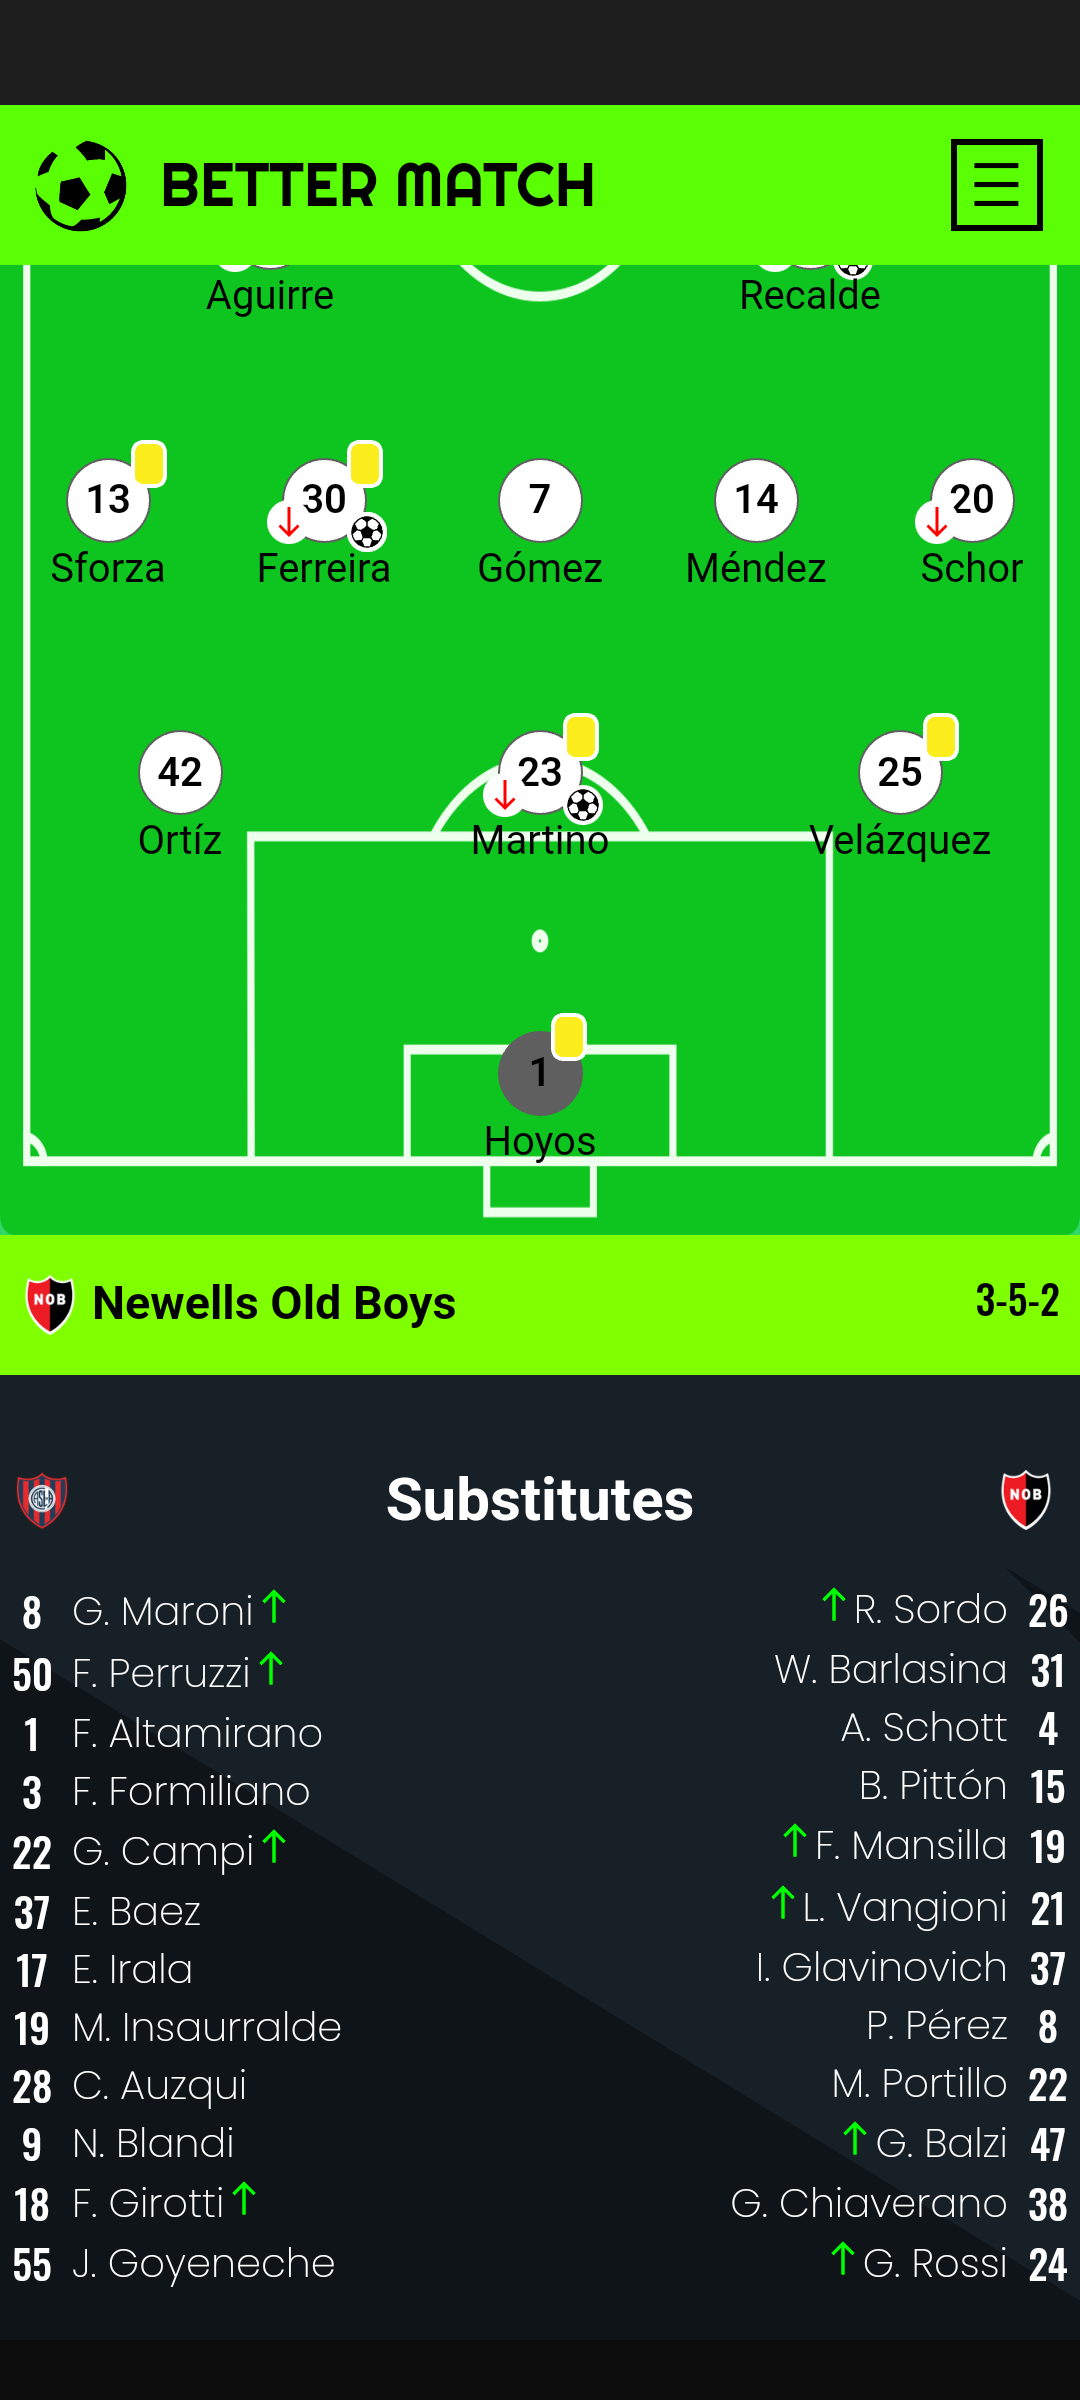 BETTER MATCH
Aguirre Recalde
13 30 7 14 20
Sforza Ferreira Gómez Méndez Schor
42 23 25
Ortíz Martino Velázquez
1
Hoyos
NOB Newells Old Boys 3-5-2
Substitutes NOB
8 G. Maroni R. Sordo 26
50 F. Perruzzi W. Barlasina 31
1 F. Altamirano A. Schott 4
3 F. Formiliano B. Pittón 15
22 G. Campi F. Mansilla 19
37 E. Baez L. Vangioni 21
17 E. Irala I. Glavinovich 37
19 M. Insaurralde P. Pérez 8
28 C. Auzqui M. Portillo 22
9 N. Blandi G. Balzi 47
18 F. Girotti G. Chiaverano 38
55 J. Goyeneche G. Rossi 24